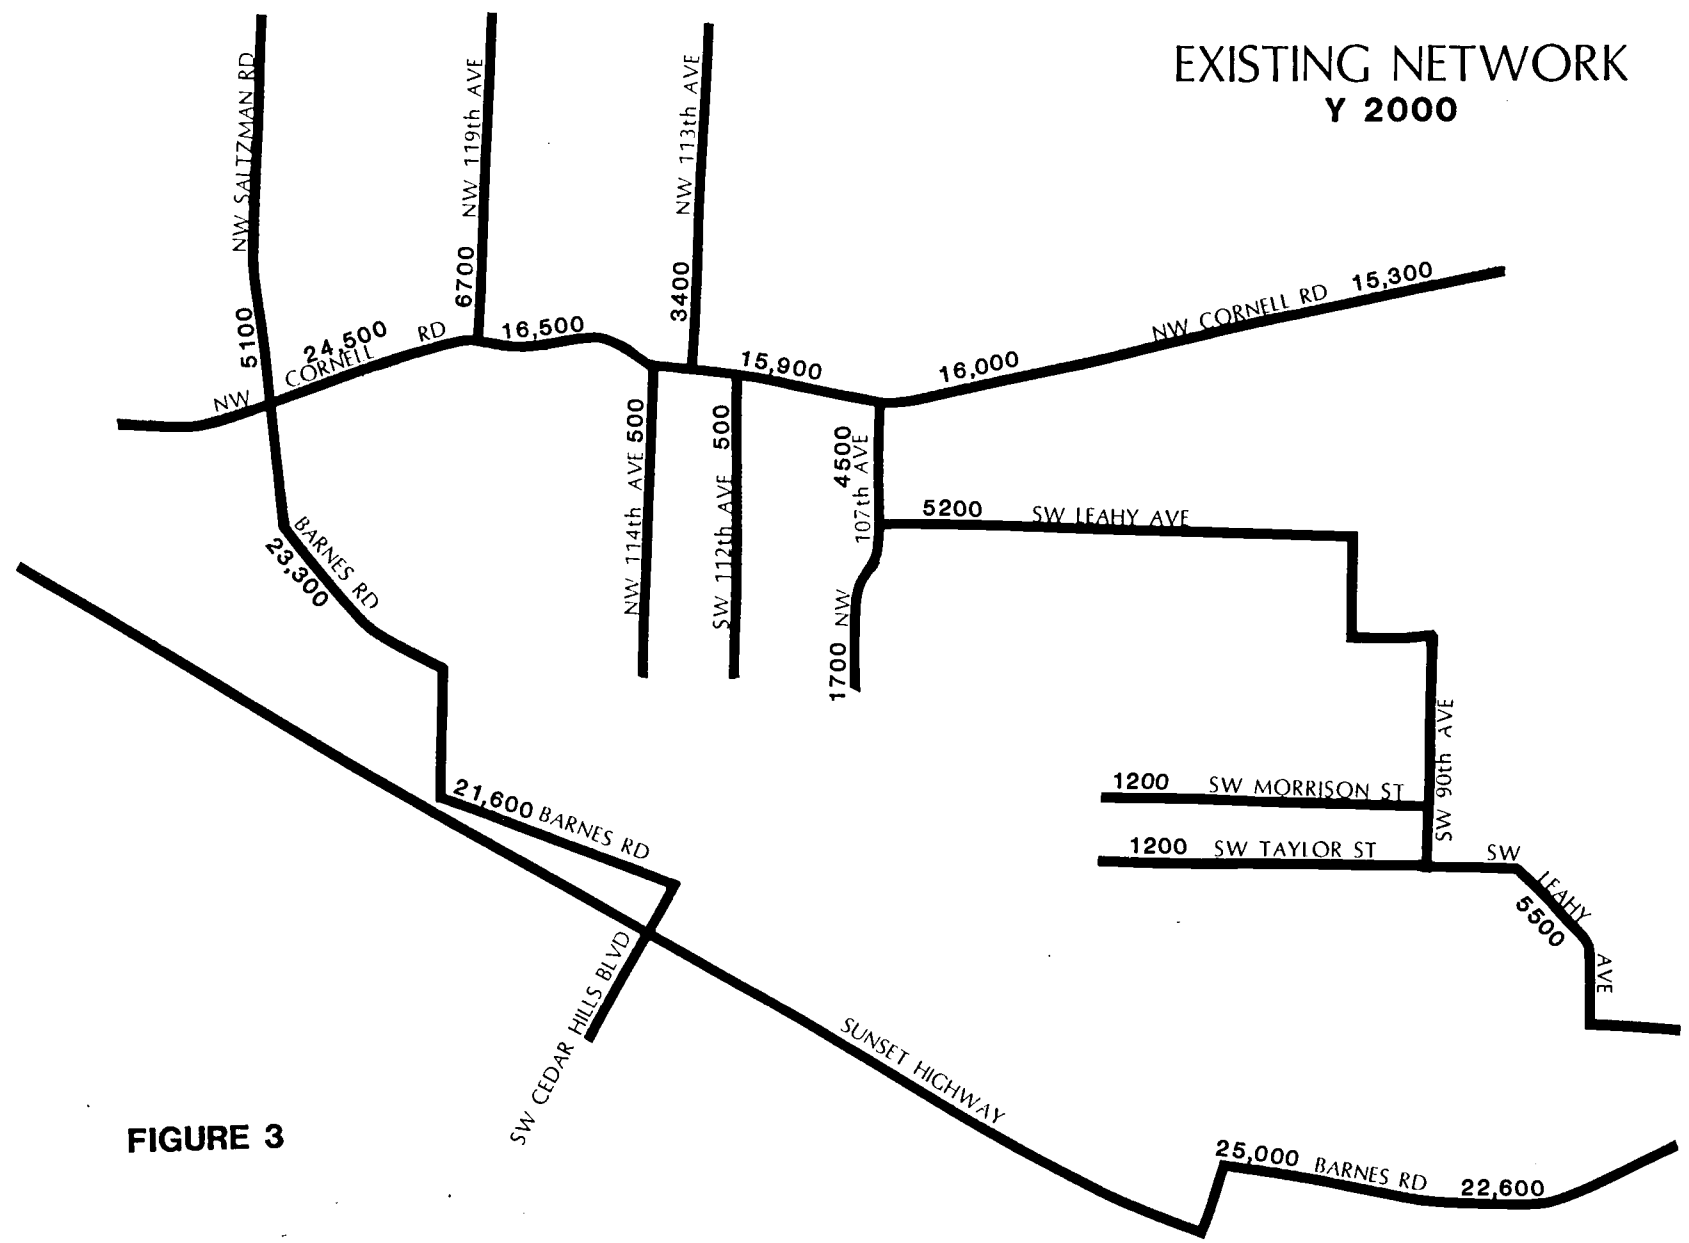 EXISTING NETWORK
Y 2000
NW SALTZMAN RD
5100
NW 119th AVE
6700
NW 113th AVE
3400
NW CORNELL RD
24,500
16,500
15,900
16,000
NW CORNELL RD
15,300
NW 114th AVE 500
SW 112th AVE 500
4500
1700 NW 107th AVE
5200 SW LEAHY AVE
BARNES RD
23,300
21,600 BARNES RD
SW CEDAR HILLS BLVD
SUNSET HIGHWAY
SW 90th AVE
1200 SW MORRISON ST
1200 SW TAYLOR ST
SW LEAHY AVE
5500
25,000 BARNES RD 22,600
FIGURE 3